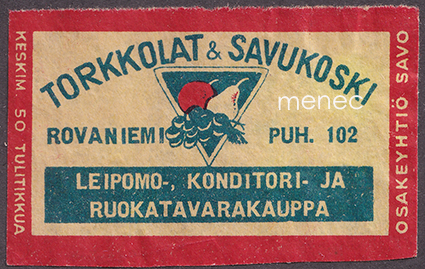 TORKKOLAT & SAVUKOSKI
menec
ROVANIEMI PUH. 102
LEIPOMO-, KONDITORI- JA
RUOKATAVARAKAUPPA
KESKIM. 50 TULITIKKUA
OSAKEYHTIÖ SAVO